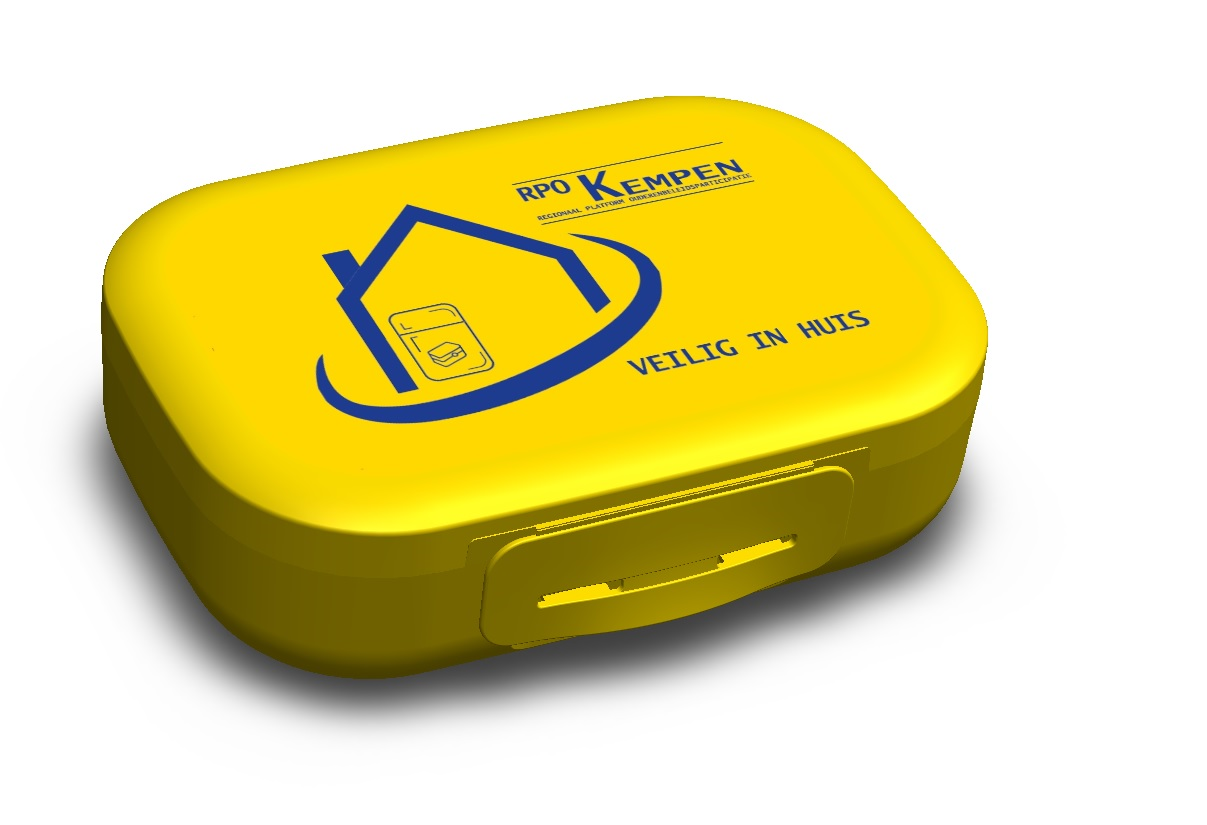 RPO KEMPEN
REGIONAAL PLATFORM OUDERENBELEIDSPARTICIPATIE
VEILIG IN HUIS